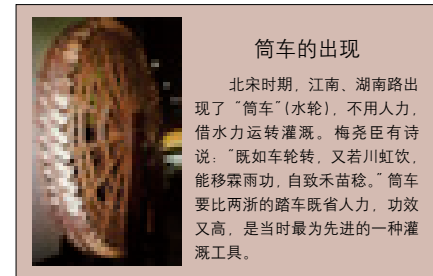 筒车的出现
北宋时期，江南、湖南路出
现了“筒车”（水轮），不用人力，
借水力运转灌溉。梅尧臣有诗
说：“既如车轮转，又若川虹饮，
能移霖雨功，自致禾苗稔。”筒车
要比两浙的踏车既省人力，功效
又高，是当时最为先进的一种灌
溉工具。